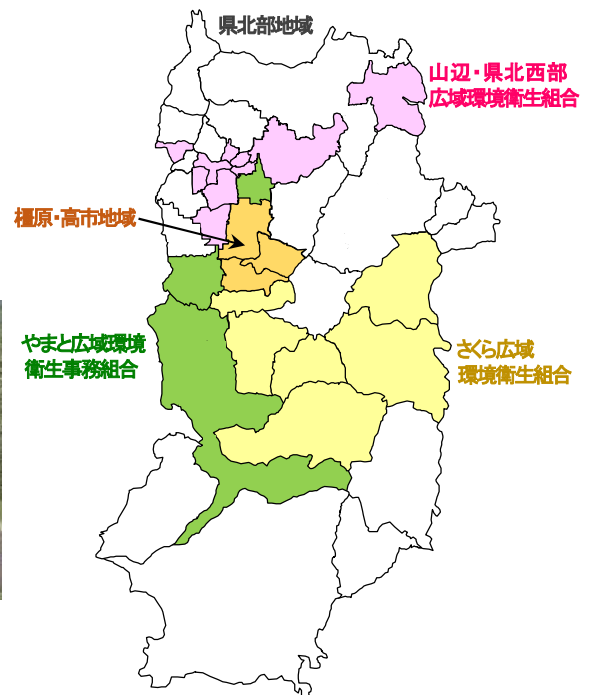 県北部地域
山辺・県北西部
広域環境衛生組合
橿原・高市地域
やまと広域環境
衛生事務組合
さくら広域
環境衛生組合